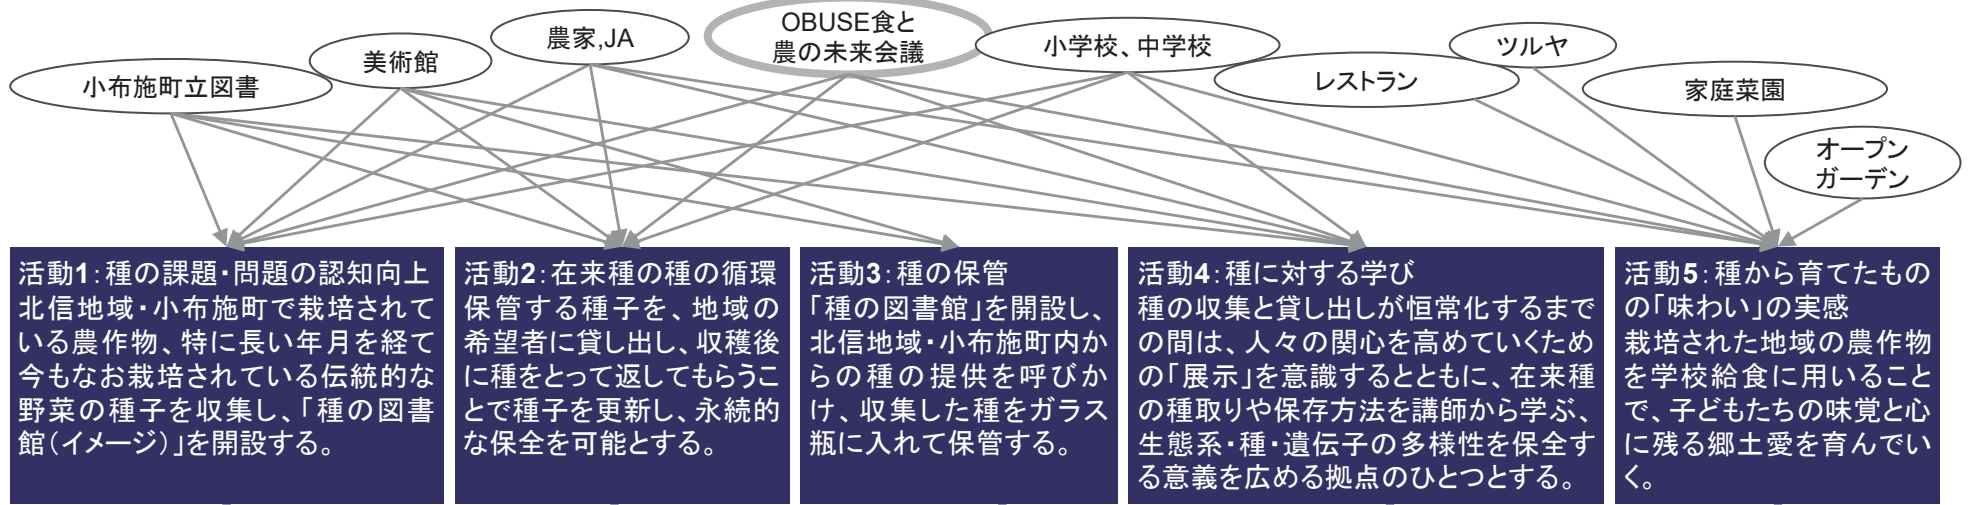 小布施町立図書
美術館
農家,JA
OBUSE食と
農の未来会議
小学校、中学校
レストラン
ツルヤ
家庭菜園
オープン
ガーデン
活動1:種の課題・問題の認知向上
北信地域・小布施町で栽培されて
いる農作物、特に長い年月を経て
今もなお栽培されている伝統的な
野菜の種子を収集し、「種の図書
館(イメージ)」を開設する。
活動2:在来種の種の循環
保管する種子を、地域の
希望者に貸し出し、収穫後
に種をとって返してもらうこ
とで種子を更新し、永続的
な保全を可能とする。
活動3:種の保管
「種の図書館」を開設し、
北信地域・小布施町内か
らの種の提供を呼びか
け、収集した種をガラス
瓶に入れて保管する。
活動4:種に対する学び
種の収集と貸し出しが恒常化するまで
の間は、人々の関心を高めていくため
の「展示」を意識するとともに、在来種
の種取りや保存方法を講師から学ぶ、
生態系・種・遺伝子の多様性を保全す
る意義を広める拠点のひとつとする。
活動5:種から育てたもの
の「味わい」の実感
栽培された地域の農作物
を学校給食に用いること
で、子どもたちの味覚と心
に残る郷土愛を育んでい
く。